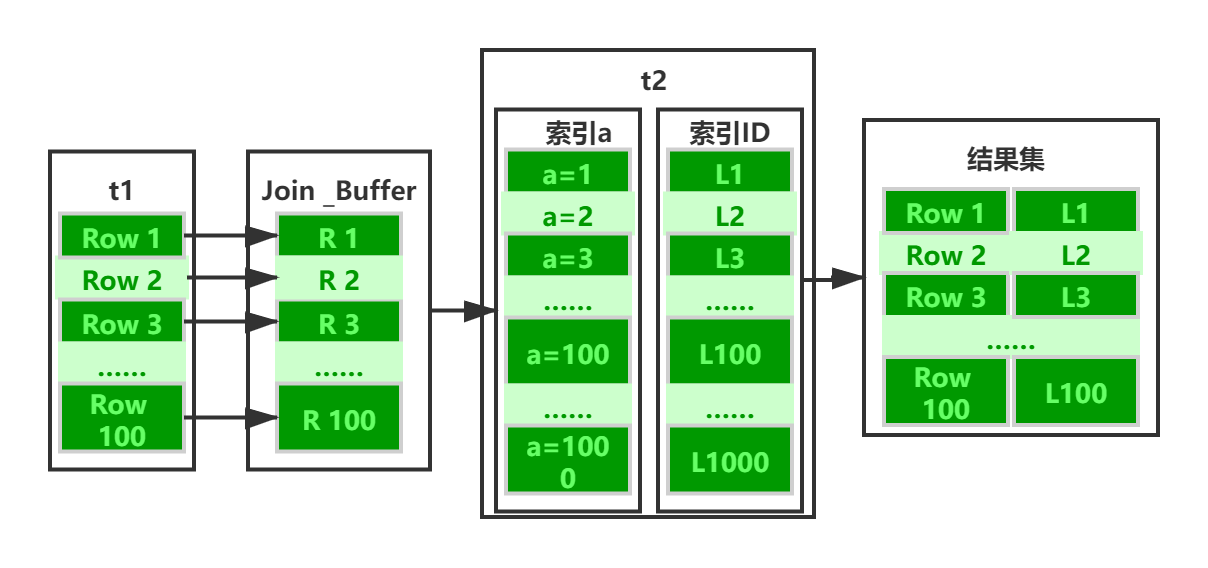 t1
Row 1
Row 2
Row 3
......
Row
100
Join _Buffer
R 1
R 2
R 3
......
R 100
t2
索引a
a=1
a=2
a=3
......
a=100
......
a=100
0
索引ID
L1
L2
L3
......
L100
......
L1000
结果集
Row 1 L1
Row 2 L2
Row 3 L3
......
Row
100
L100